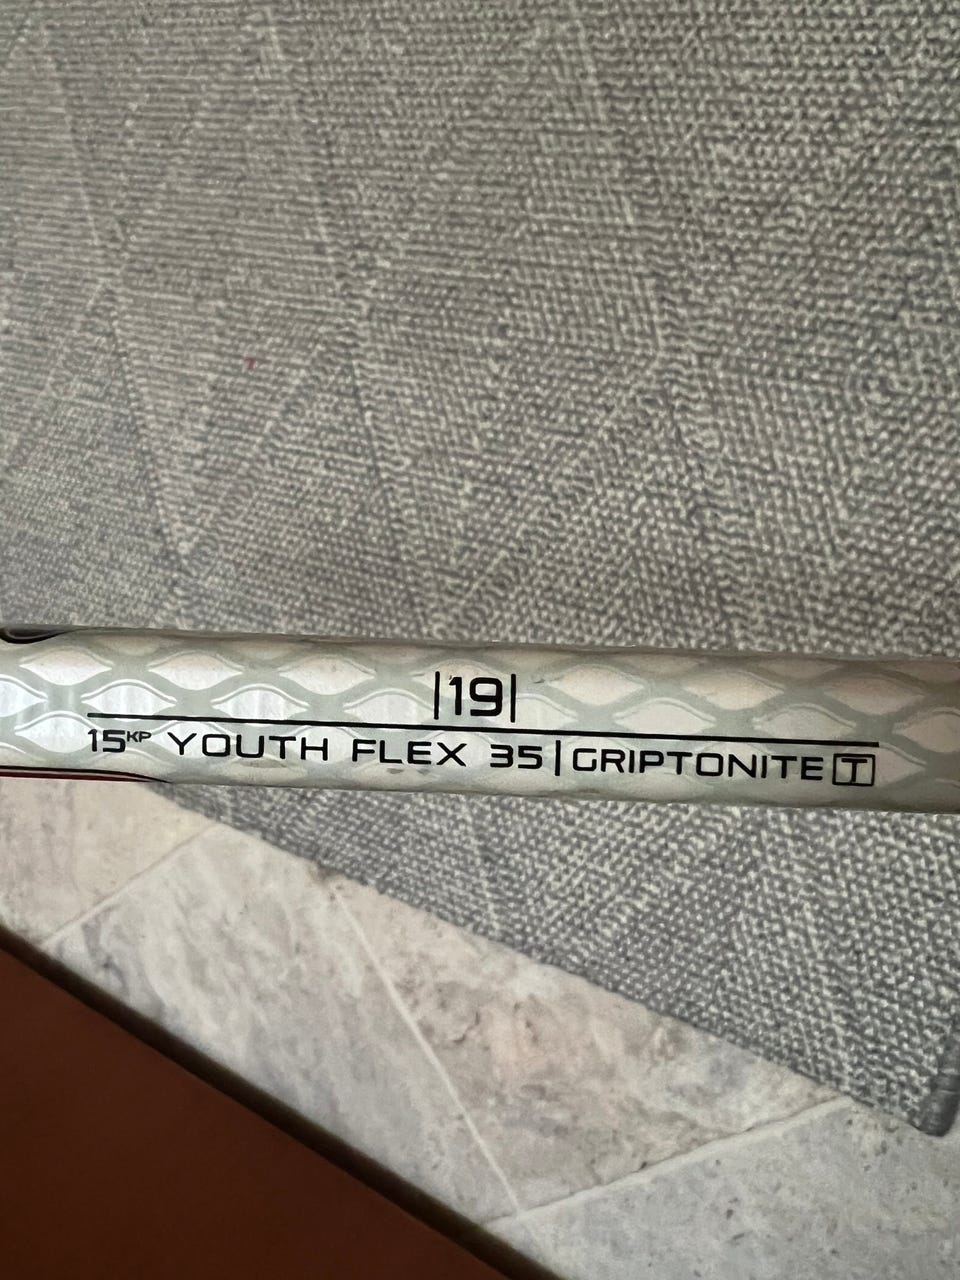 |19|
15KP YOUTH FLEX 35|GRIPTONITE T